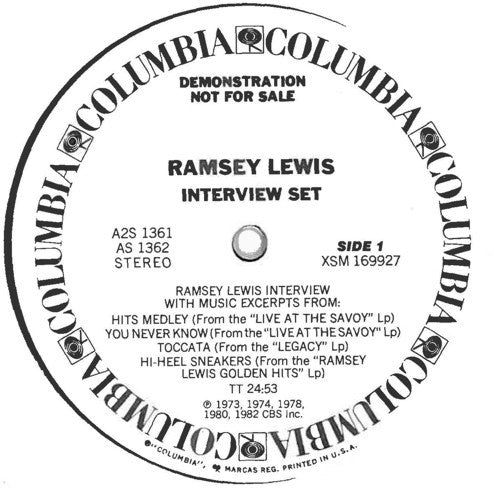 COLUMBIA COLUMBIA COLUMBIA COLUMBIA COLUMBIA COLUMBIA COLUMBIA COLUMBIA
DEMONSTRATION
NOT FOR SALE
RAMSEY LEWIS
INTERVIEW SET
A2S 1361
AS 1362
STEREO
SIDE 1
XSM 169927
RAMSEY LEWIS INTERVIEW
WITH MUSIC EXCERPTS FROM:
HITS MEDLEY (From the "LIVE AT THE SAVOY" Lp)
YOU NEVER KNOW (From the "LIVE AT THE SAVOY" Lp)
TOCCATA (From the "LEGACY" Lp)
HI-HEEL SNEAKERS (From the "RAMSEY
LEWIS GOLDEN HITS" Lp)
TT 24:53
℗ 1973, 1974, 1978,
1980, 1982 CBS Inc.
® "COLUMBIA", MARCAS REG. PRINTED IN U.S.A.